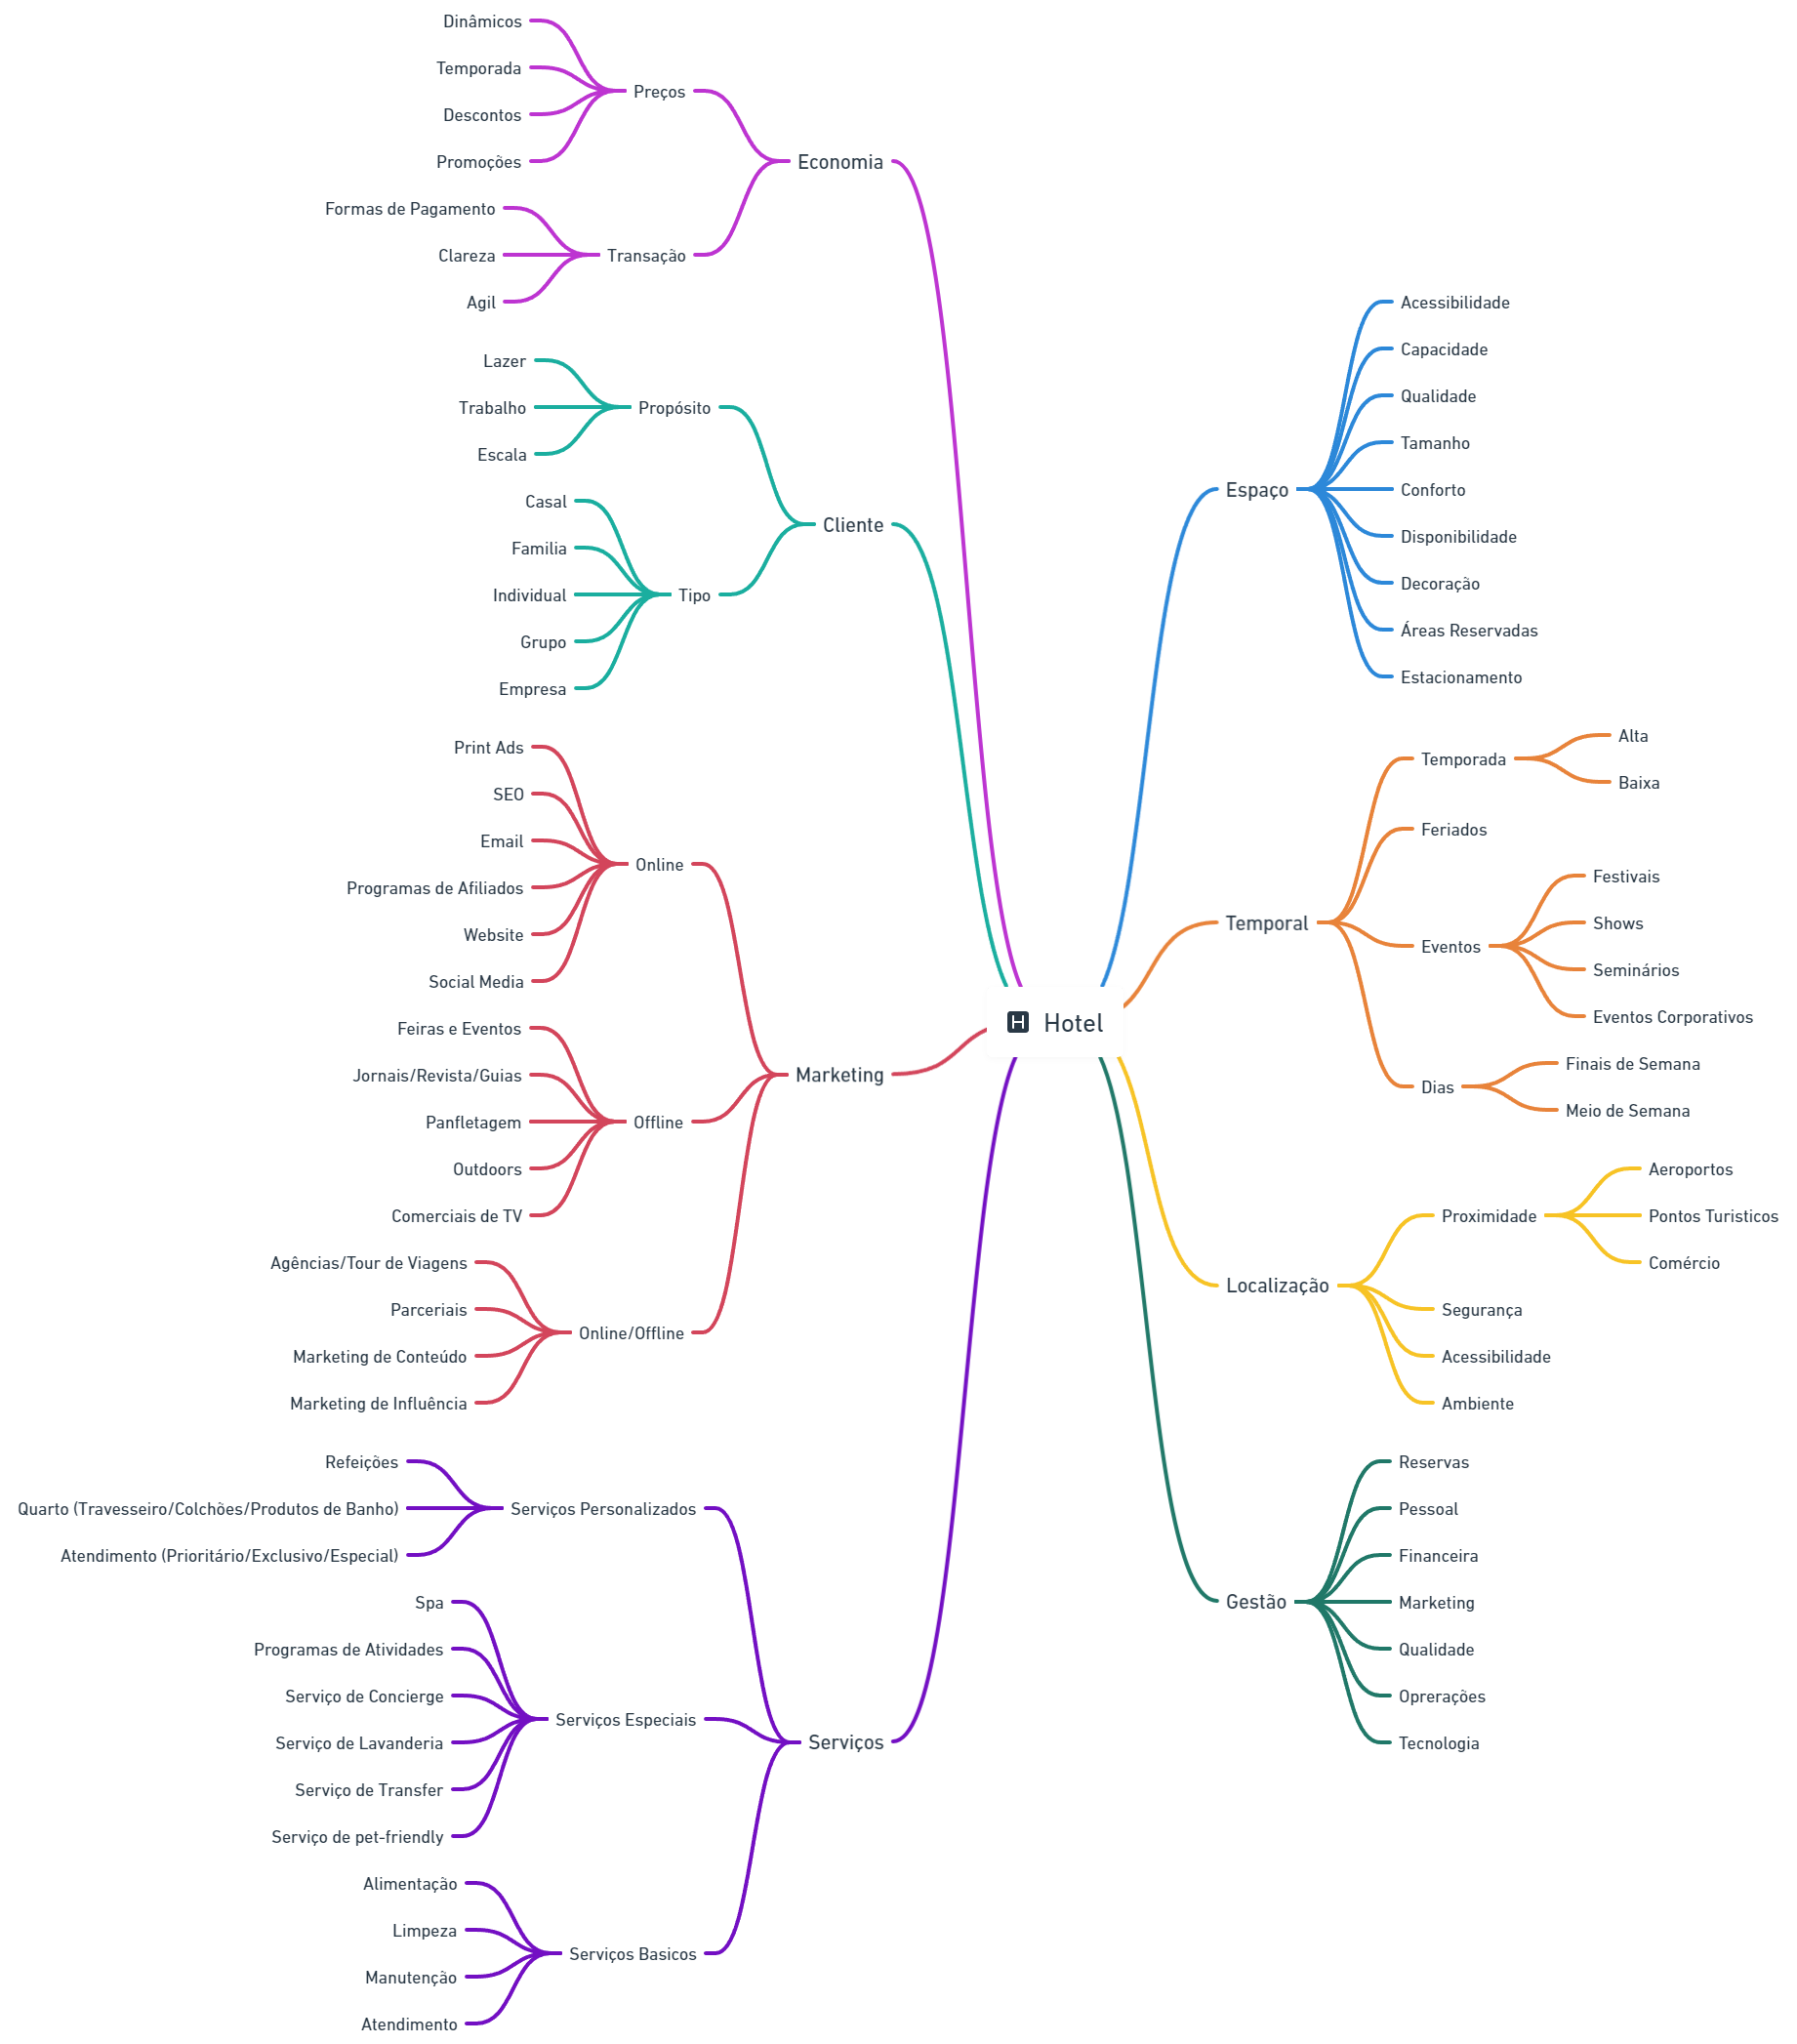 Dinâmicos
Temporada
Descontos
Promoções
Preços
Formas de Pagamento
Clareza
Agil
Transação
Economia
Lazer
Trabalho
Escala
Propósito
Casal
Familia
Individual
Grupo
Empresa
Tipo
Cliente
Print Ads
SEO
Email
Programas de Afiliados
Website
Social Media
Online
Feiras e Eventos
Jornais/Revista/Guias
Panfletagem
Outdoors
Comerciais de TV
Offline
Agências/Tour de Viagens
Parceriais
Marketing de Conteúdo
Marketing de Influência
Online/Offline
Marketing
Refeições
Quarto (Travesseiro/Colchões/Produtos de Banho)
Atendimento (Prioritário/Exclusivo/Especial)
Serviços Personalizados
Spa
Programas de Atividades
Serviço de Concierge
Serviço de Lavanderia
Serviço de Transfer
Serviço de pet-friendly
Serviços Especiais
Alimentação
Limpeza
Manutenção
Atendimento
Serviços Basicos
Serviços
H Hotel
Espaço
Acessibilidade
Capacidade
Qualidade
Tamanho
Conforto
Disponibilidade
Decoração
Áreas Reservadas
Estacionamento
Temporal
Temporada
Alta
Baixa
Feriados
Eventos
Festivais
Shows
Seminários
Eventos Corporativos
Dias
Finais de Semana
Meio de Semana
Localização
Proximidade
Aeroportos
Pontos Turisticos
Comércio
Segurança
Acessibilidade
Ambiente
Gestão
Reservas
Pessoal
Financeira
Marketing
Qualidade
Oprerações
Tecnologia